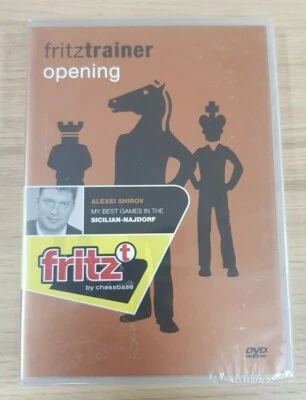 fritztrainer
opening
ALEXEI SHIROV
MY BEST GAMES IN THE
SICILIAN-NAJDORF
fritz t
by chessbase
DVD